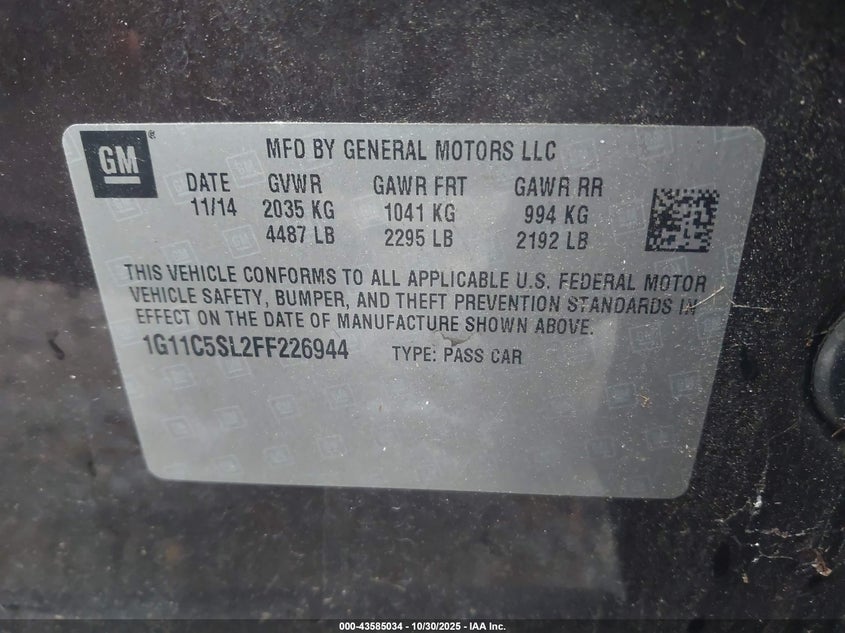 GM ®
MFD BY GENERAL MOTORS LLC
DATE GVWR GAWR FRT GAWR RR
11/14 2035 KG 1041 KG 994 KG
4487 LB 2295 LB 2192 LB
THIS VEHICLE CONFORMS TO ALL APPLICABLE U.S. FEDERAL MOTOR
VEHICLE SAFETY, BUMPER, AND THEFT PREVENTION STANDARDS IN
EFFECT ON THE DATE OF MANUFACTURE SHOWN ABOVE.
1G11C5SL2FF226944 TYPE: PASS CAR
000-43585034 - 10/30/2025 - IAA Inc.